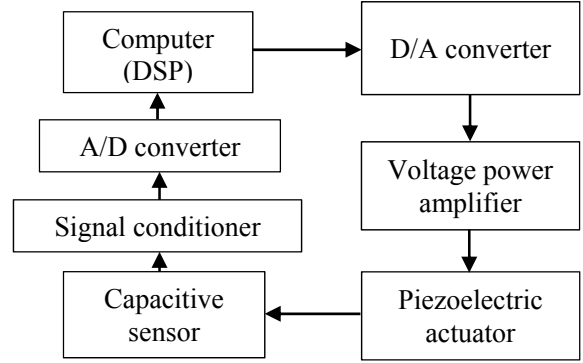 Computer
(DSP)
D/A converter
A/D converter
Voltage power
amplifier
Signal conditioner
Capacitive
sensor
Piezoelectric
actuator